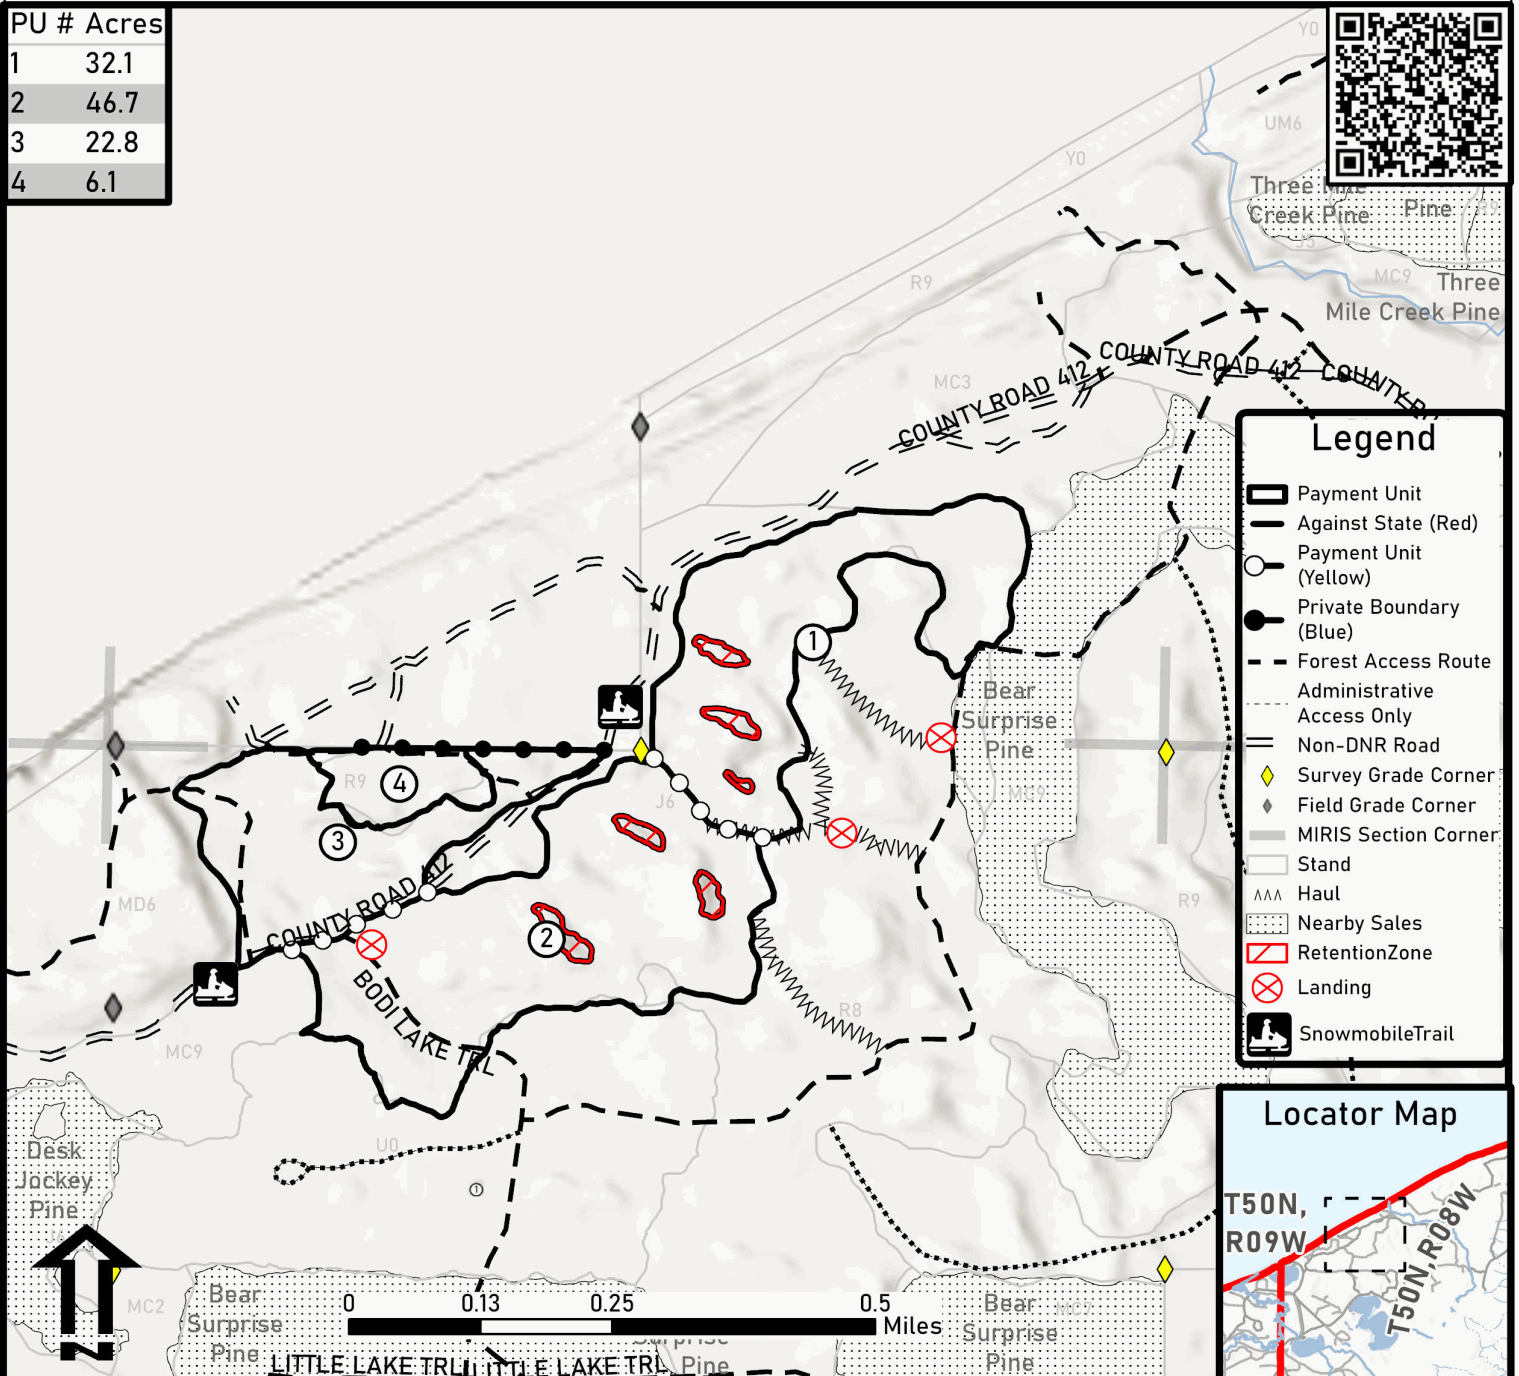 PU # Acres
1 32.1
2 46.7
3 22.8
4 6.1
Y0
Y0
UM6
Three Mile
Creek Pine
Pine
R9
J5
MC9
Three
Mile Creek Pine
R9
MC3
COUNTY ROAD 412
COUNTY ROAD 412
COUNTY R
Legend
Payment Unit
Against State (Red)
Payment Unit
(Yellow)
Private Boundary
(Blue)
Forest Access Route
Administrative
Access Only
Non-DNR Road
Survey Grade Corner
Field Grade Corner
MIRIS Section Corner
Stand
Haul
Nearby Sales
RetentionZone
Landing
SnowmobileTrail
1
Bear
Surprise
Pine
R9
4
J6
MC9
3
MD6
COUNTY ROAD 412
2
R9
BODI LAKE TRL
R8
MC9
U0
1
Desk
Jockey
Pine
MC2
Bear
Surprise
Pine
0 0.13 0.25 0.5
Miles
Surprise
Pine
Bear
Surprise
Pine
MC7
LITTLE LAKE TRL
LITTLE LAKE TRL
N
Locator Map
T50N,
R09W
T50N,R08W